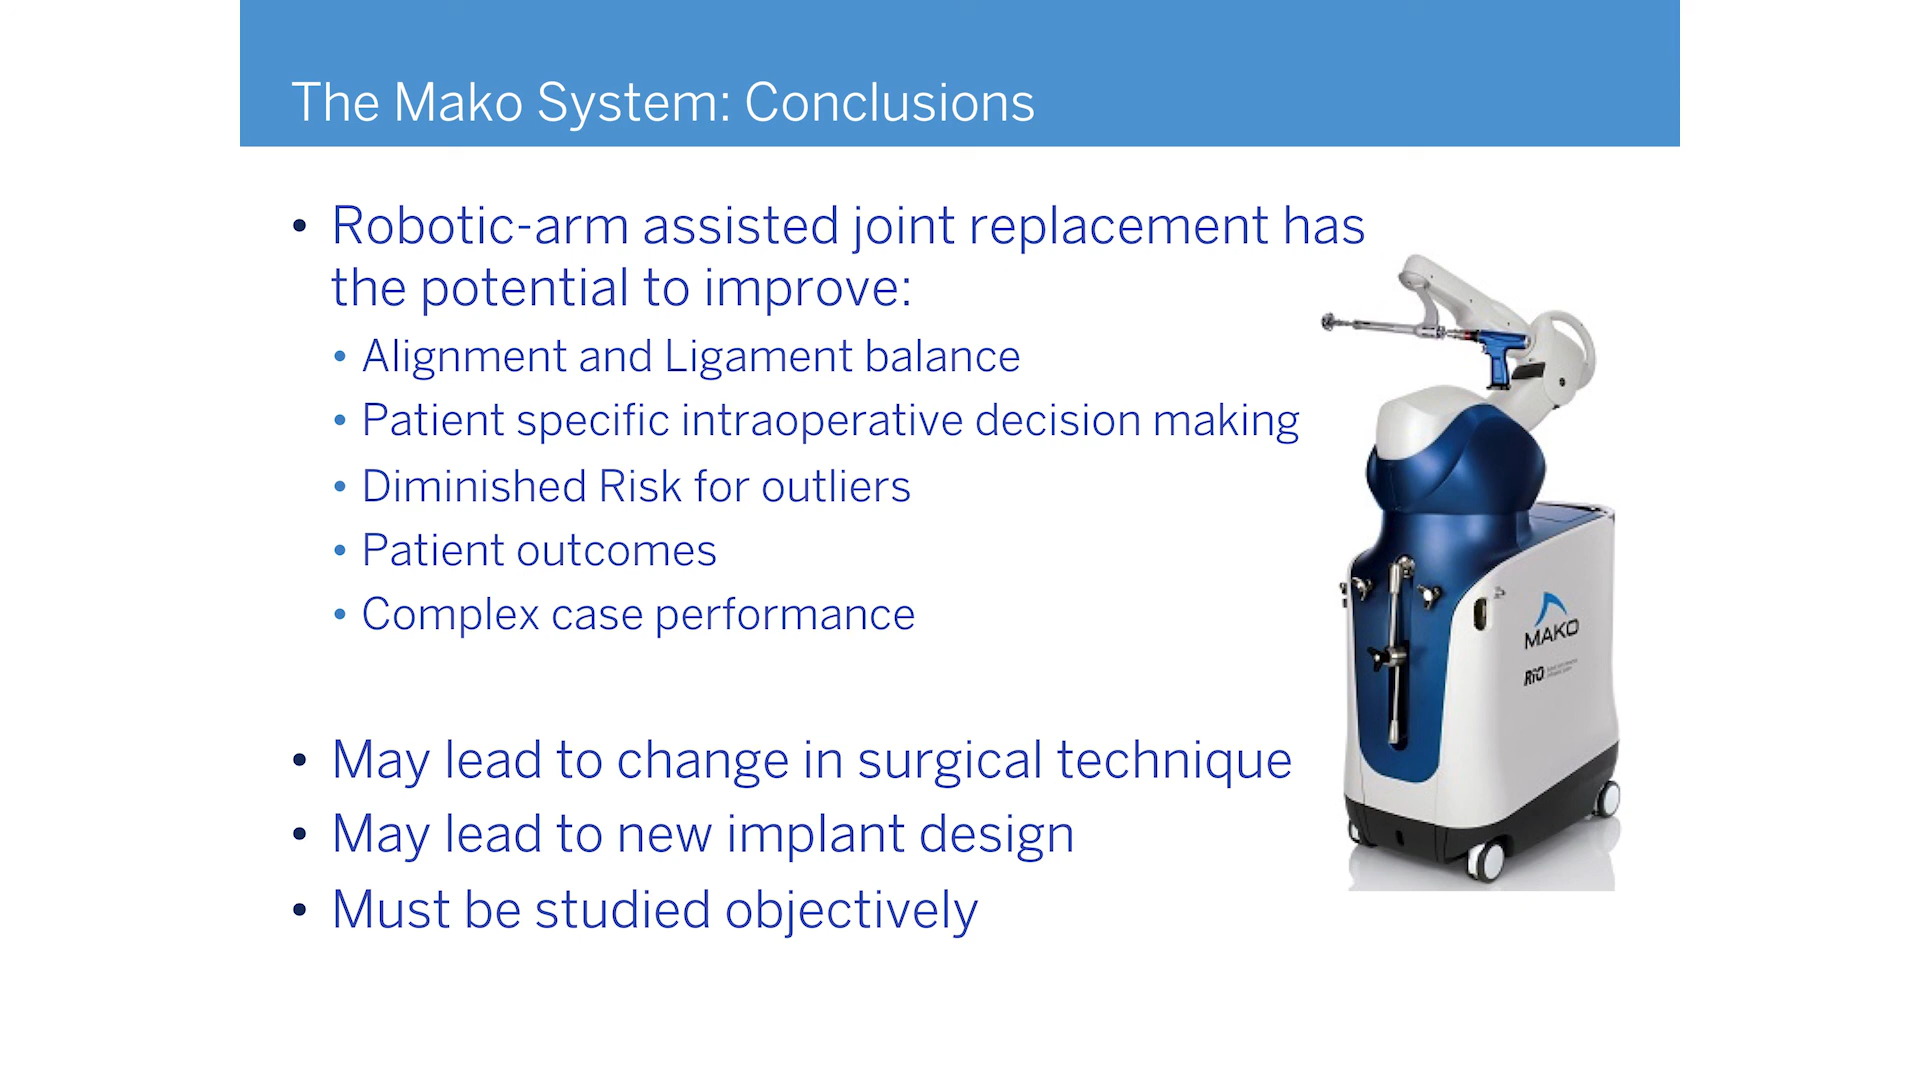 The Mako System: Conclusions
• Robotic-arm assisted joint replacement has
the potential to improve:
• Alignment and Ligament balance
• Patient specific intraoperative decision making
• Diminished Risk for outliers
• Patient outcomes
• Complex case performance
• May lead to change in surgical technique
• May lead to new implant design
• Must be studied objectively
MAKO
RIO